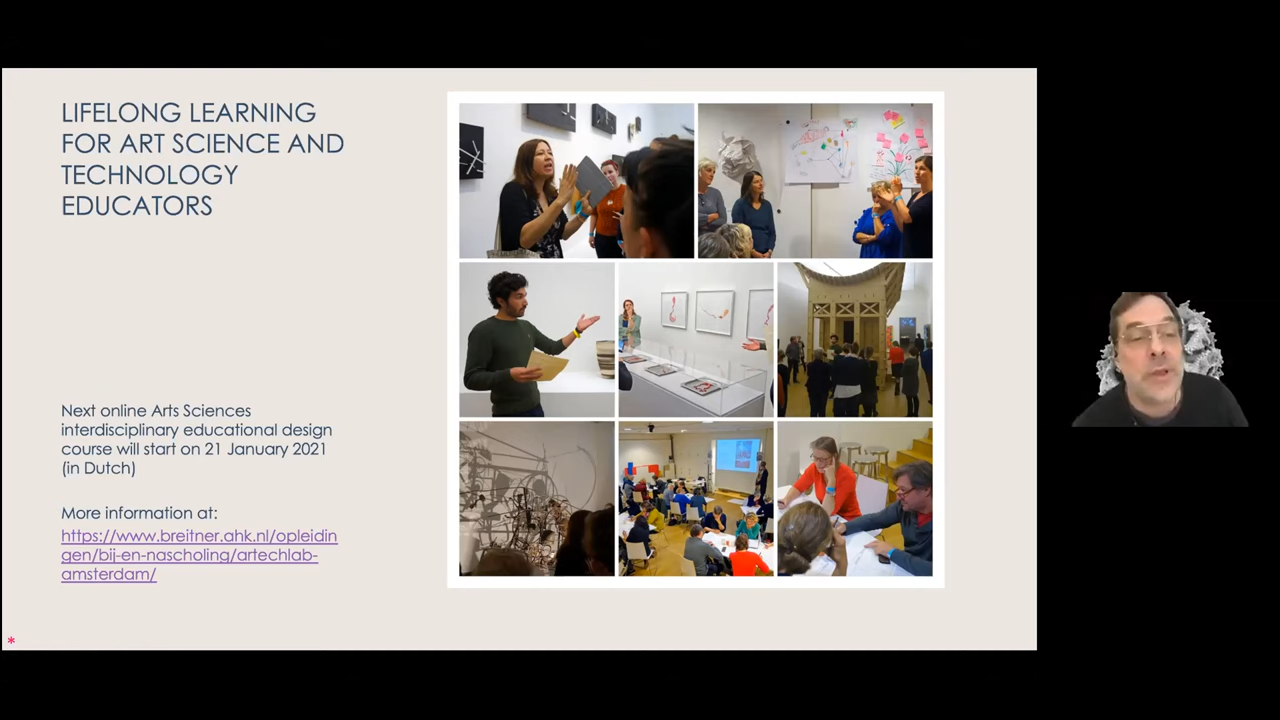 LIFELONG LEARNING
FOR ART SCIENCE AND
TECHNOLOGY
EDUCATORS
Next online Arts Sciences
interdisciplinary educational design
course will start on 21 January 2021
(in Dutch)
More information at:
https://www.breitner.ahk.nl/opleidin
gen/bij-en-nascholing/artechlab-
amsterdam/
*